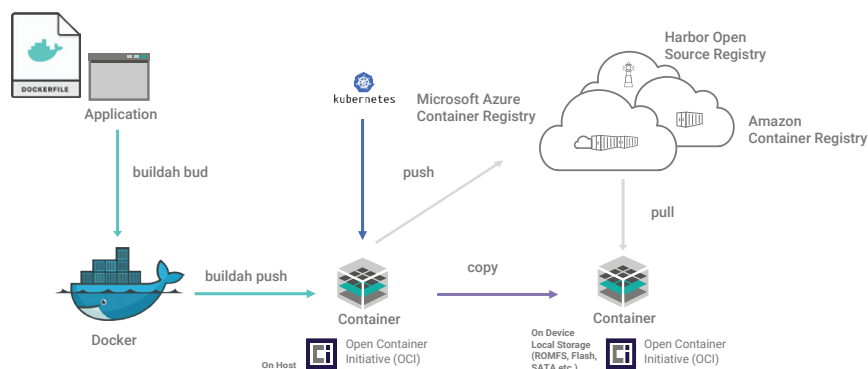 DOCKERFILE
Application
buildah bud
Docker
buildah push
kubernetes
Microsoft Azure
Container Registry
Harbor Open
Source Registry
Amazon
Container Registry
push
pull
copy
Container
On Host
Ci
Open Container
Initiative (OCI)
Container
On Device
Local Storage
(ROMFS, Flash,
SATA etc.)
Ci
Open Container
Initiative (OCI)